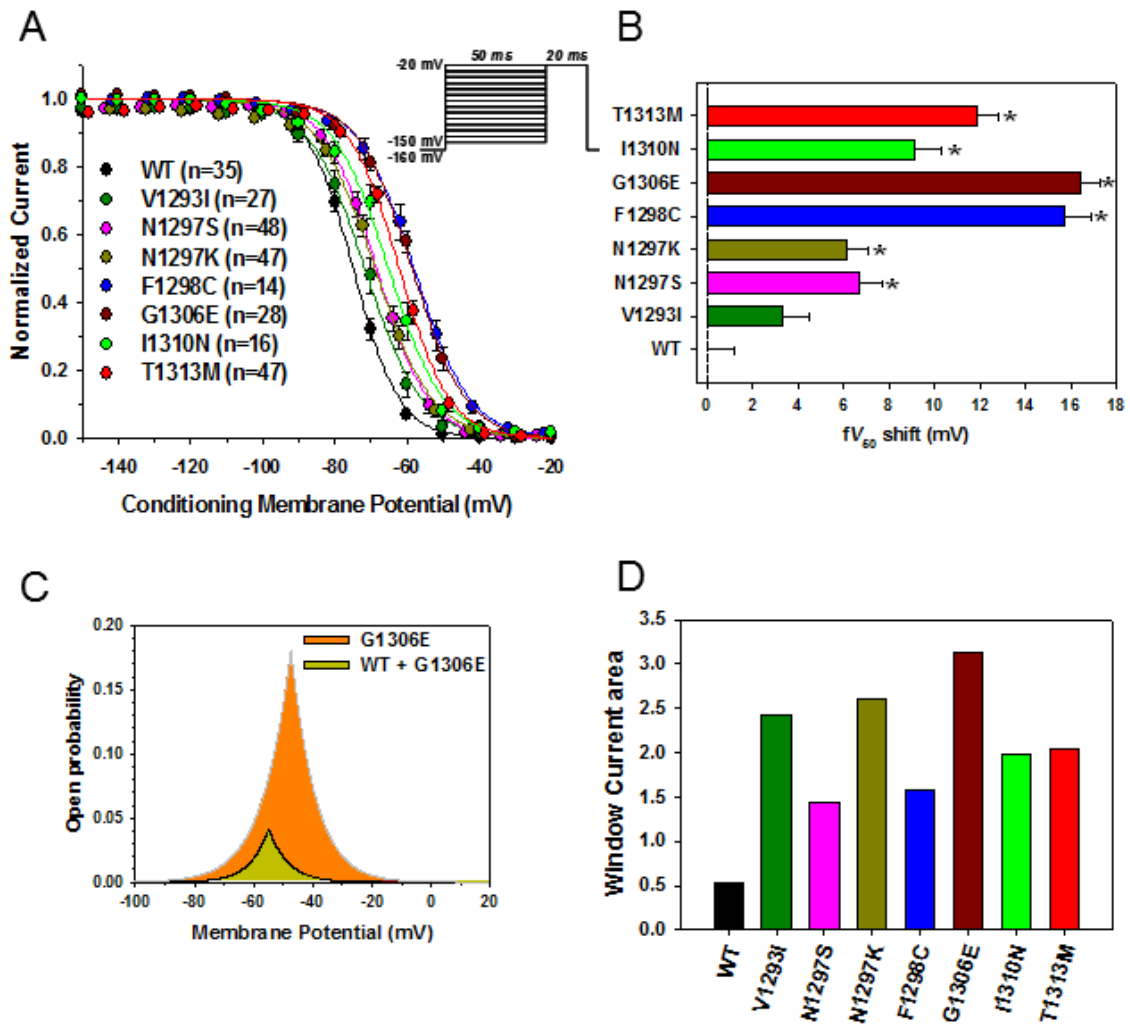 A
50 ms 20 ms
-20 mV
-150 mV
-160 mV
1.0
0.8
0.6
0.4
0.2
0.0
Normalized Current
WT (n=35)
V1293I (n=27)
N1297S (n=48)
N1297K (n=47)
F1298C (n=14)
G1306E (n=28)
I1310N (n=16)
T1313M (n=47)
-140 -120 -100 -80 -60 -40 -20
Conditioning Membrane Potential (mV)
B
T1313M *
I1310N *
G1306E *
F1298C *
N1297K *
N1297S *
V1293I
WT
0 2 4 6 8 10 12 14 16 18
fV50 shift (mV)
C
0.20
0.15
0.10
0.05
0.00
Open probability
G1306E
WT + G1306E
-100 -80 -60 -40 -20 0 20
Membrane Potential (mV)
D
3.5
3.0
2.5
2.0
1.5
1.0
0.5
0.0
Window Current area
WT V1293I N1297S N1297K F1298C G1306E I1310N T1313M